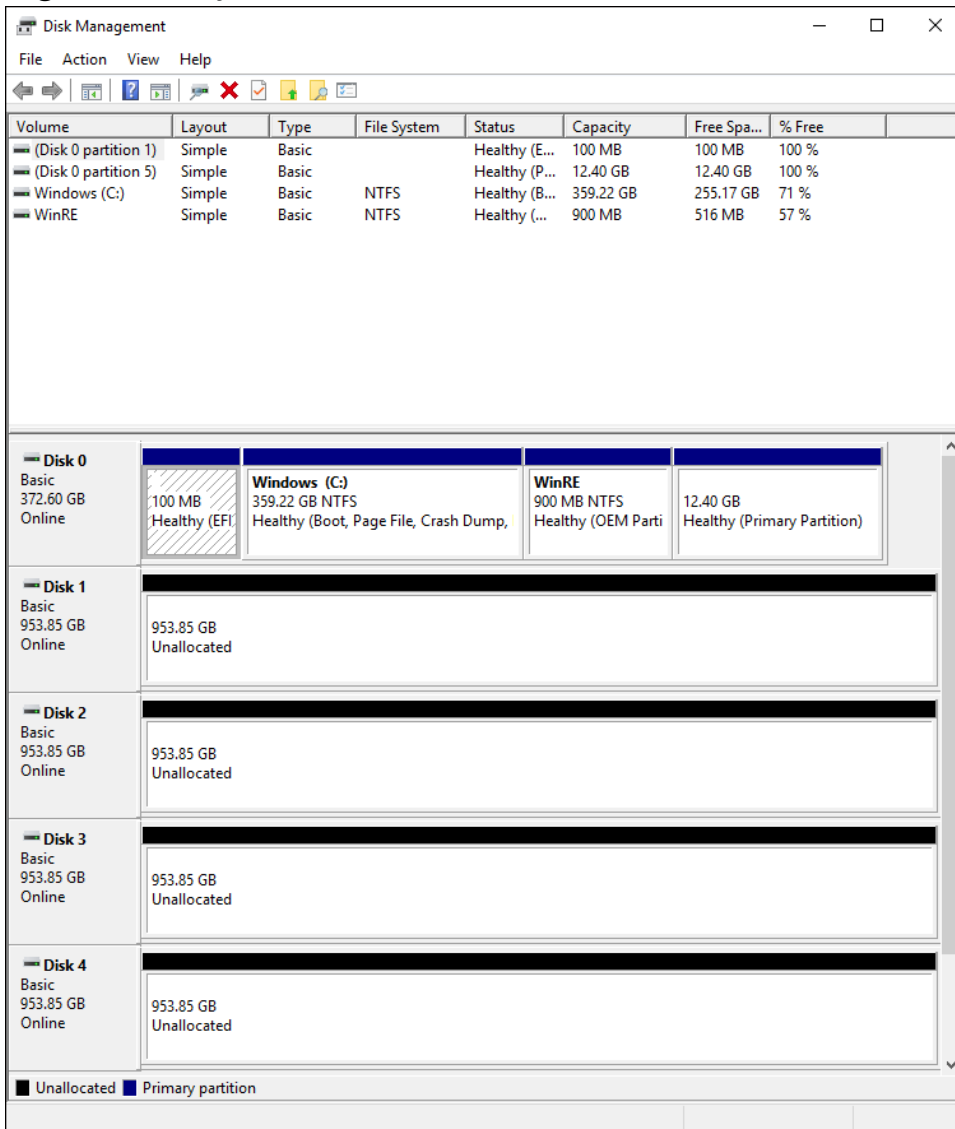 Disk Management
File Action View Help
Volume Layout Type File System Status Capacity Free Spa... % Free
(Disk 0 partition 1) Simple Basic Healthy (E... 100 MB 100 MB 100 %
(Disk 0 partition 5) Simple Basic Healthy (P... 12.40 GB 12.40 GB 100 %
Windows (C:) Simple Basic NTFS Healthy (B... 359.22 GB 255.17 GB 71 %
WinRE Simple Basic NTFS Healthy (... 900 MB 516 MB 57 %
Disk 0
Basic
372.60 GB
Online
100 MB
Healthy (EFI
Windows (C:)
359.22 GB NTFS
Healthy (Boot, Page File, Crash Dump,
WinRE
900 MB NTFS
Healthy (OEM Parti
12.40 GB
Healthy (Primary Partition)
Disk 1
Basic
953.85 GB
Online
953.85 GB
Unallocated
Disk 2
Basic
953.85 GB
Online
953.85 GB
Unallocated
Disk 3
Basic
953.85 GB
Online
953.85 GB
Unallocated
Disk 4
Basic
953.85 GB
Online
953.85 GB
Unallocated
Unallocated Primary partition